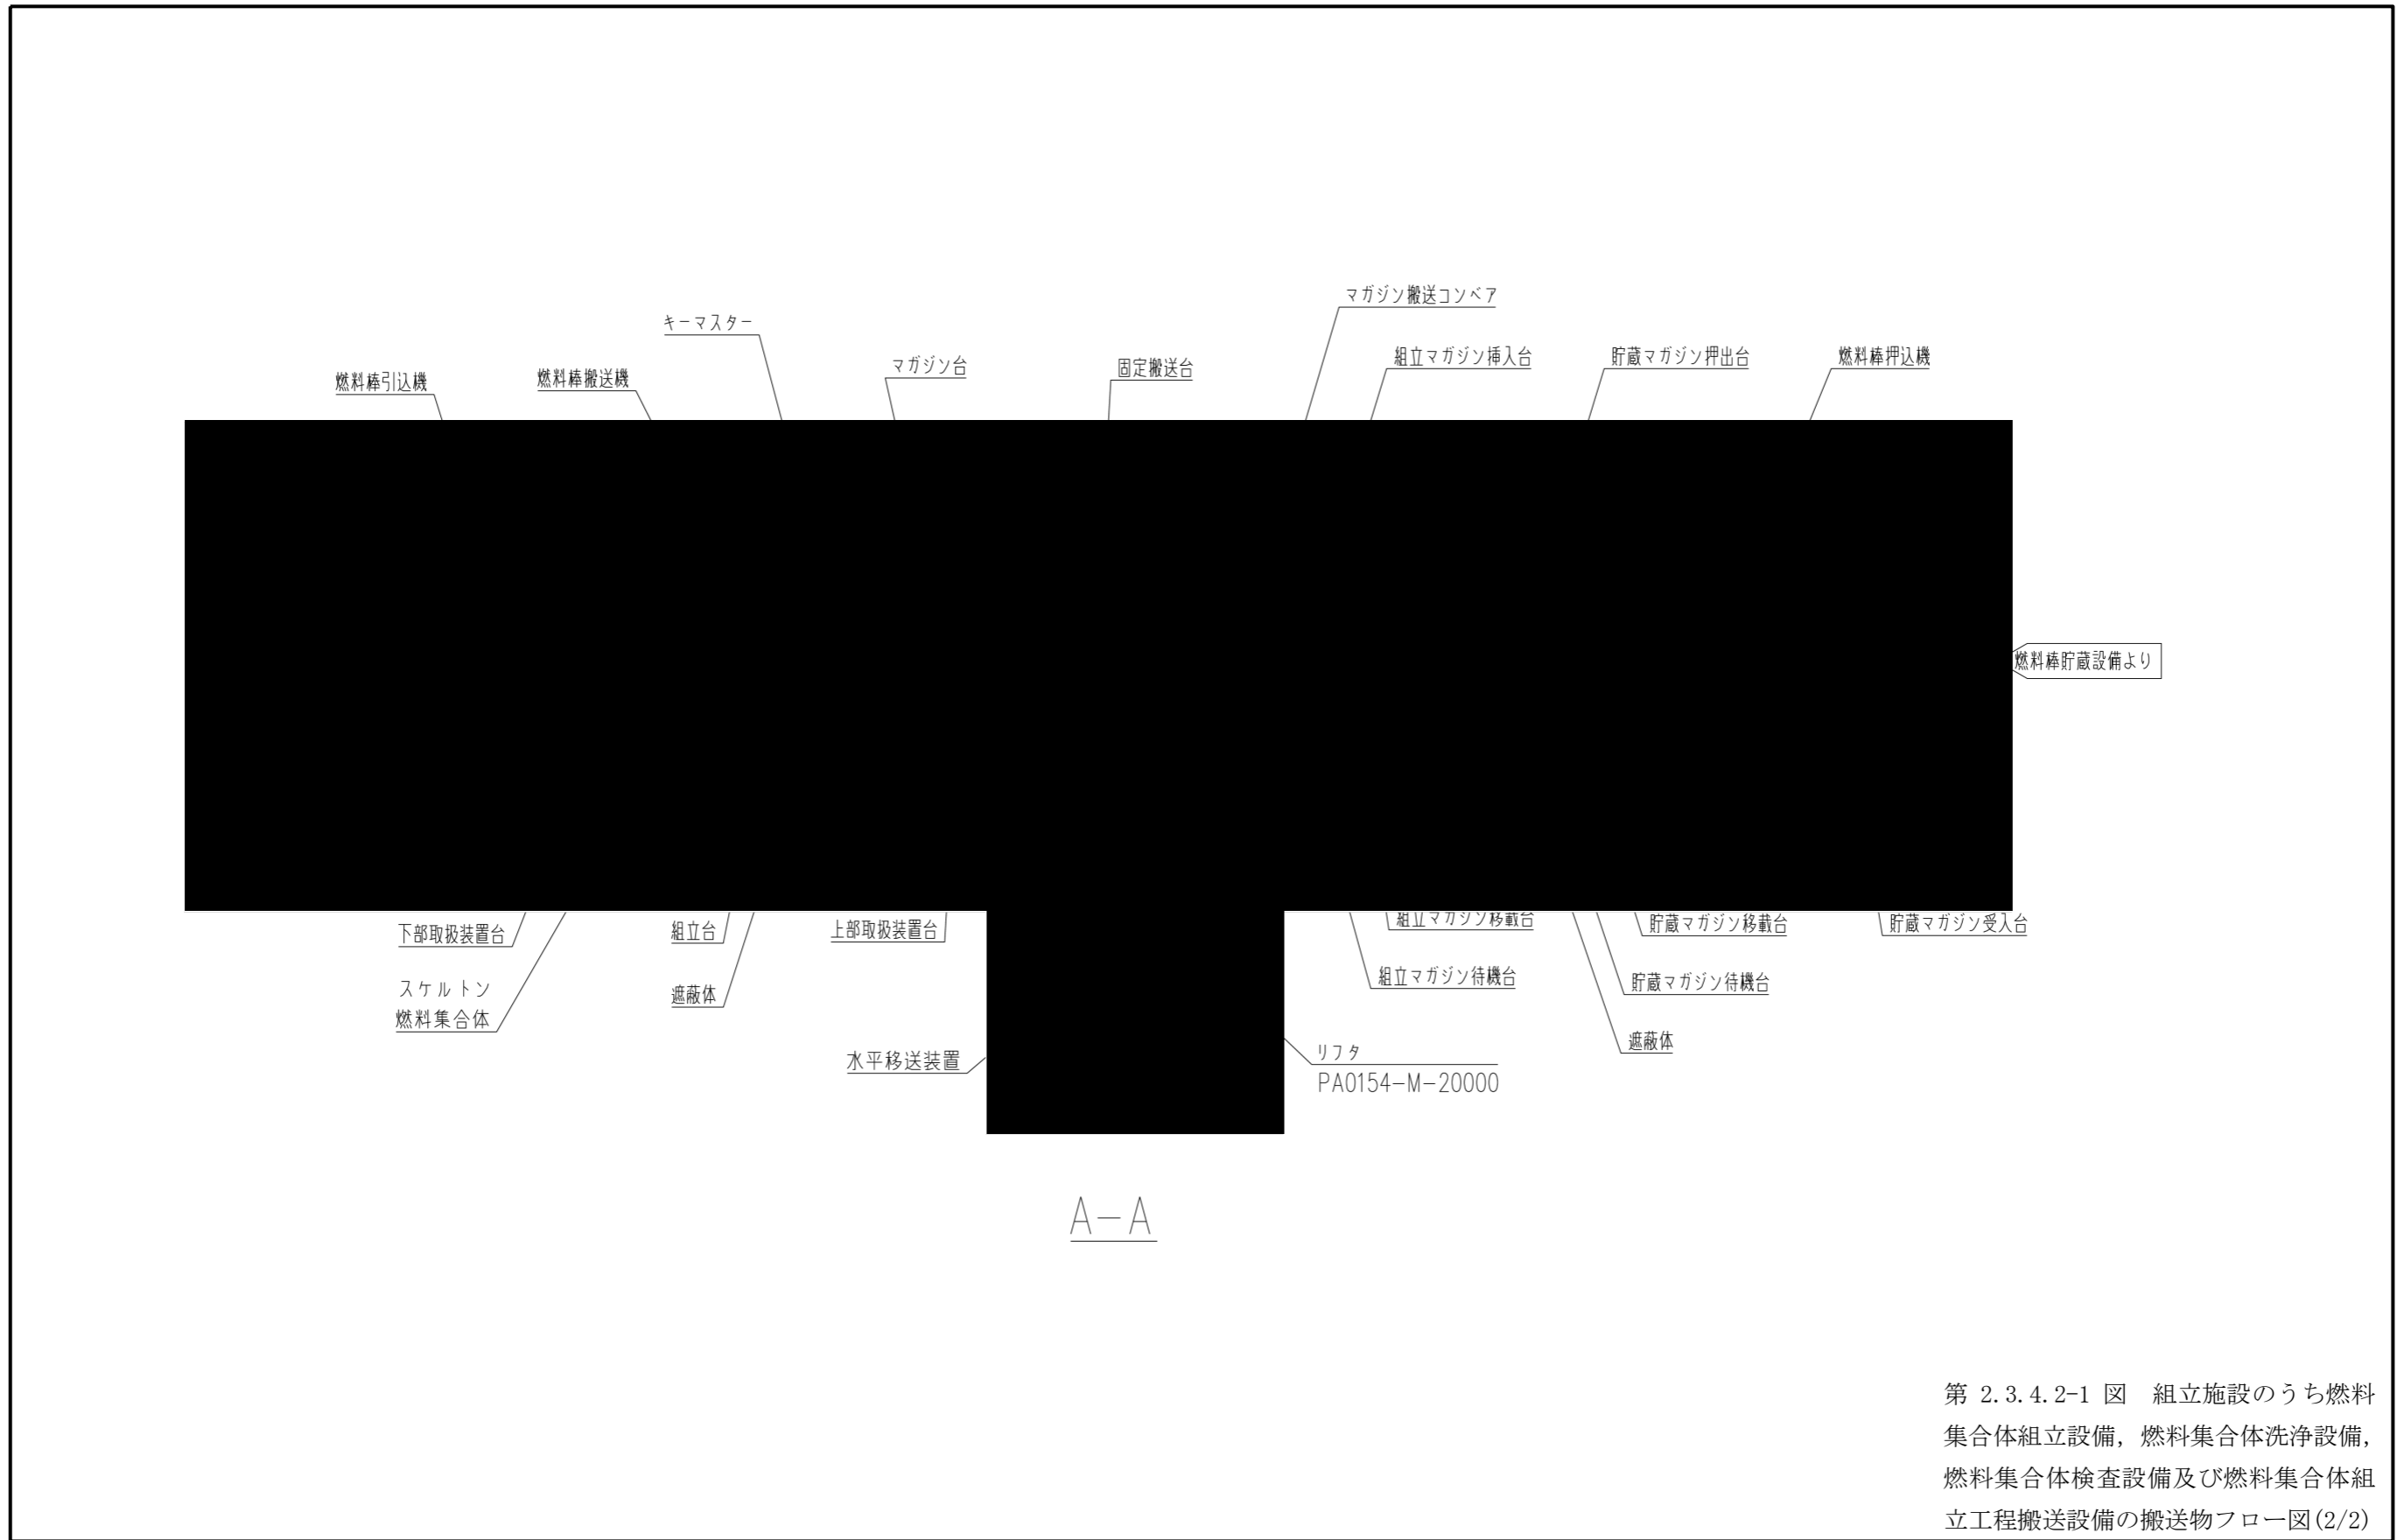 マガジン搬送コンベア
キーマスター
燃料棒引込機
燃料棒搬送機
マガジン台
固定搬送台
組立マガジン挿入台
貯蔵マガジン押出台
燃料棒押込機
燃料棒貯蔵設備より
下部取扱装置台
組立台
上部取扱装置台
組立マガジン移載台
貯蔵マガジン移載台
貯蔵マガジン受入台
スケルトン
燃料集合体
遮蔽体
組立マガジン待機台
貯蔵マガジン待機台
遮蔽体
水平移送装置
リフタ
PA0154-M-20000
A-A
第 2.3.4.2-1 図　組立施設のうち燃料
集合体組立設備，燃料集合体洗浄設備，
燃料集合体検査設備及び燃料集合体組
立工程搬送設備の搬送物フロー図(2/2)